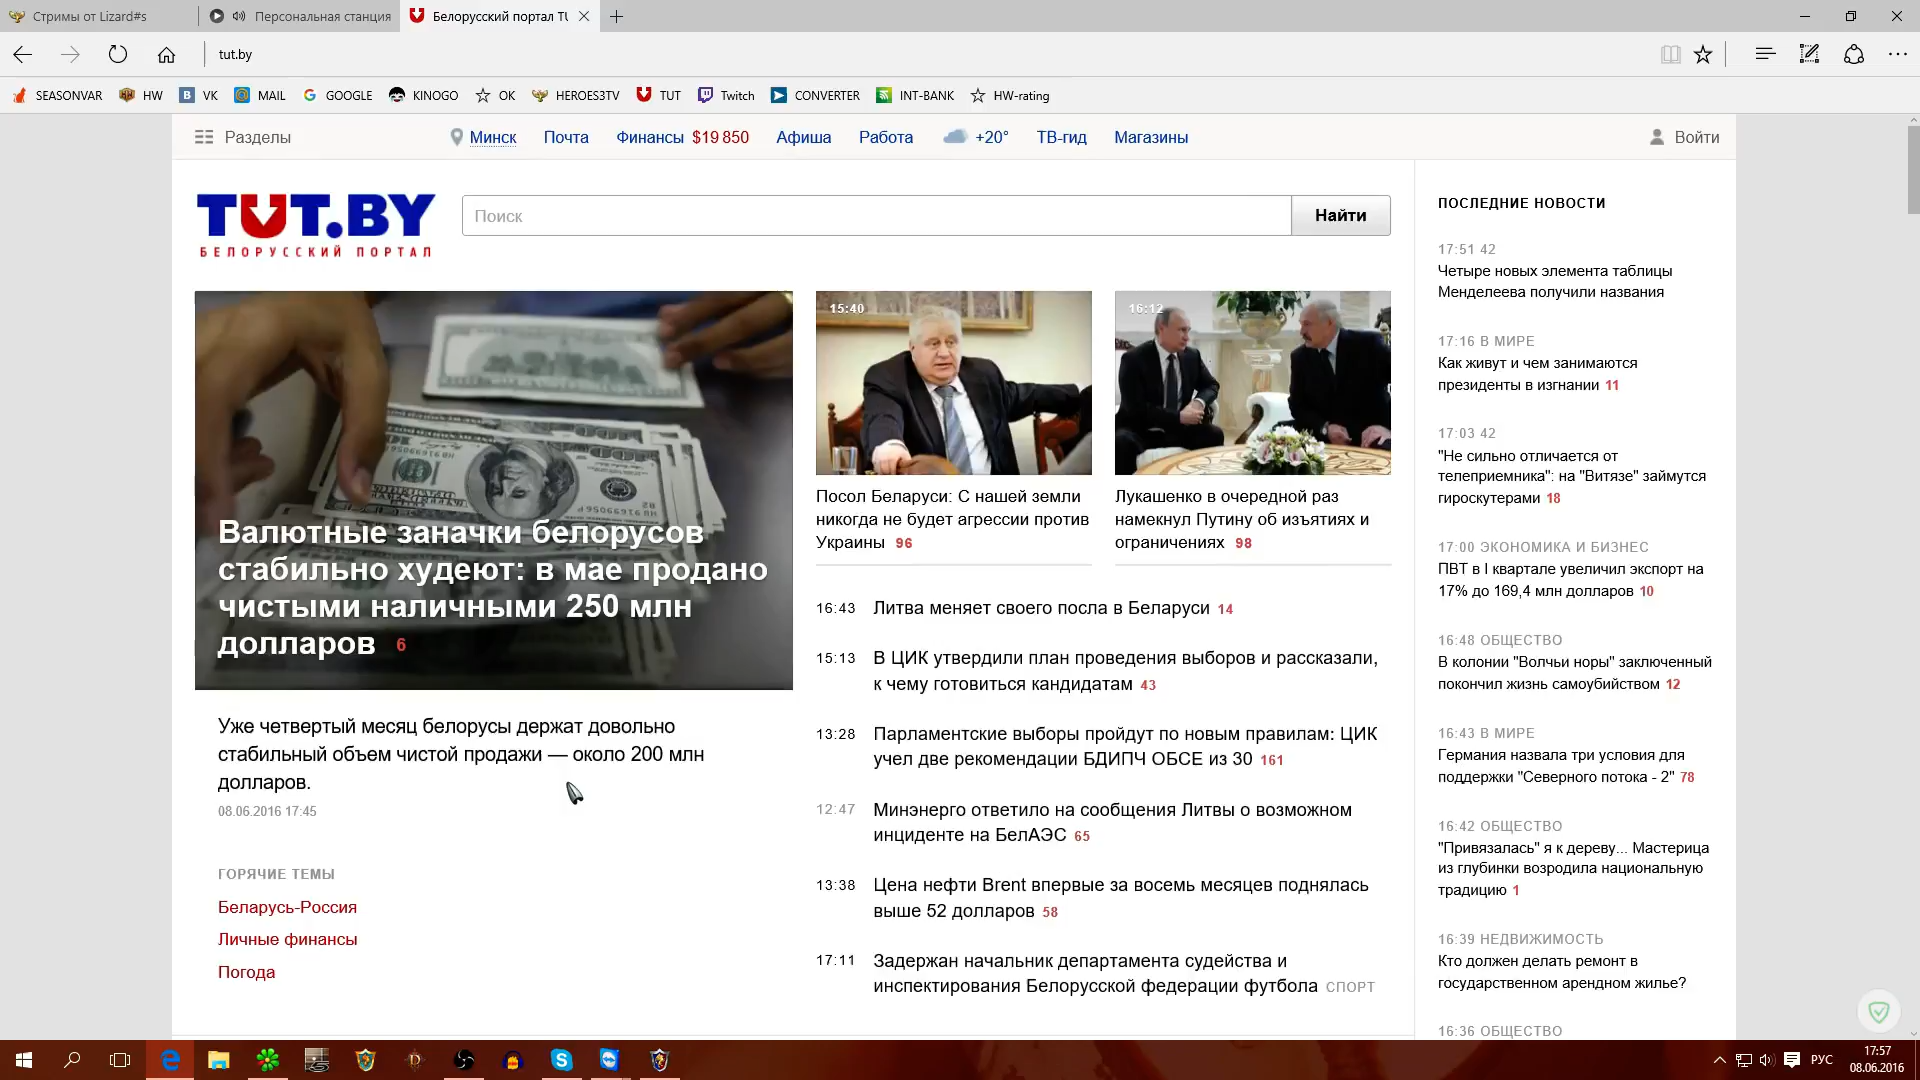 Стримы от Lizard#s
Персональная станция
Белорусский портал TU
tut.by
SEASONVAR
HW
VK
MAIL
GOOGLE
KINOGO
OK
HEROES3TV
TUT
Twitch
CONVERTER
INT-BANK
HW-rating
Разделы
Минск
Почта
Финансы $19 850
Афиша
Работа
+20°
ТВ-гид
Магазины
Войти
TUT.BY
БЕЛОРУССКИЙ ПОРТАЛ
Поиск
Найти
Валютные заначки белорусов
стабильно худеют: в мае продано
чистыми наличными 250 млн
долларов 6
Уже четвертый месяц белорусы держат довольно
стабильный объем чистой продажи — около 200 млн
долларов.
08.06.2016 17:45
ГОРЯЧИЕ ТЕМЫ
Беларусь-Россия
Личные финансы
Погода
15:40
Посол Беларуси: С нашей земли
никогда не будет агрессии против
Украины 96
16:12
Лукашенко в очередной раз
намекнул Путину об изъятиях и
ограничениях 98
16:43 Литва меняет своего посла в Беларуси 14
15:13 В ЦИК утвердили план проведения выборов и рассказали,
к чему готовиться кандидатам 43
13:28 Парламентские выборы пройдут по новым правилам: ЦИК
учел две рекомендации БДИПЧ ОБСЕ из 30 161
12:47 Минэнерго ответило на сообщения Литвы о возможном
инциденте на БелАЭС 65
13:38 Цена нефти Brent впервые за восемь месяцев поднялась
выше 52 долларов 58
17:11 Задержан начальник департамента судейства и
инспектирования Белорусской федерации футбола СПОРТ
ПОСЛЕДНИЕ НОВОСТИ
17:51 42
Четыре новых элемента таблицы
Менделеева получили названия
17:16 В МИРЕ
Как живут и чем занимаются
президенты в изгнании 11
17:03 42
"Не сильно отличается от
телеприемника": на "Витязе" займутся
гироскутерами 18
17:00 ЭКОНОМИКА И БИЗНЕС
ПВТ в I квартале увеличил экспорт на
17% до 169,4 млн долларов 10
16:48 ОБЩЕСТВО
В колонии "Волчьи норы" заключенный
покончил жизнь самоубийством 12
16:43 В МИРЕ
Германия назвала три условия для
поддержки "Северного потока - 2" 78
16:42 ОБЩЕСТВО
"Привязалась" я к дереву... Мастерица
из глубинки возродила национальную
традицию 1
16:39 НЕДВИЖИМОСТЬ
Кто должен делать ремонт в
государственном арендном жилье?
16:36 ОБЩЕСТВО
РУС
17:57
08.06.2016